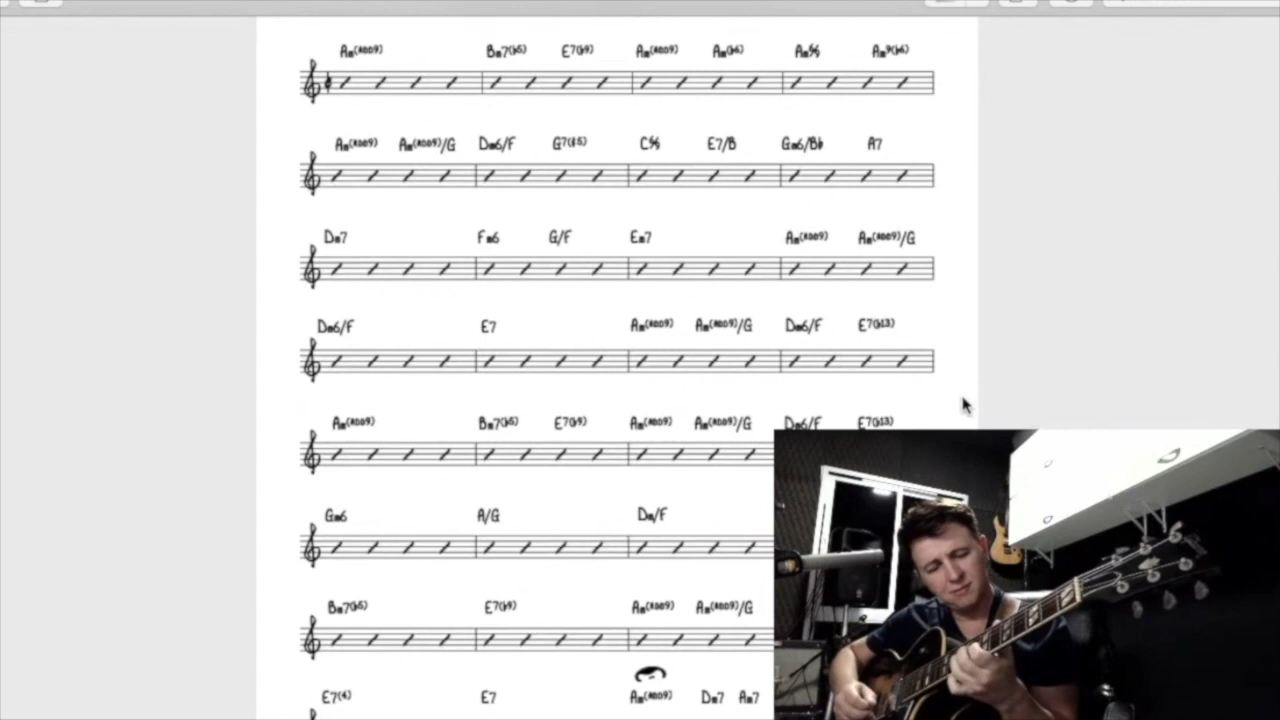 Am(ADD9) Bm7(b5) E7(b9) Am(ADD9) Am(b6) Am6 Am9(b6)
Am(ADD9) Am(ADD9)/G Dm6/F G7(#5) C6 E7/B Gm6/Bb A7
Dm7 Fm6 G/F Em7 Am(ADD9) Am(ADD9)/G
Dm6/F E7 Am(ADD9) Am(ADD9)/G Dm6/F E7(b13)
Am(ADD9) Bm7(b5) E7(b9) Am(ADD9) Am(ADD9)/G Dm6/F E7(b13)
Gm6 A/G Dm/F
Bm7(b5) E7(b9) Am(ADD9) Am(ADD9)/G
E7(4) E7 Am(ADD9) Dm7 Am7